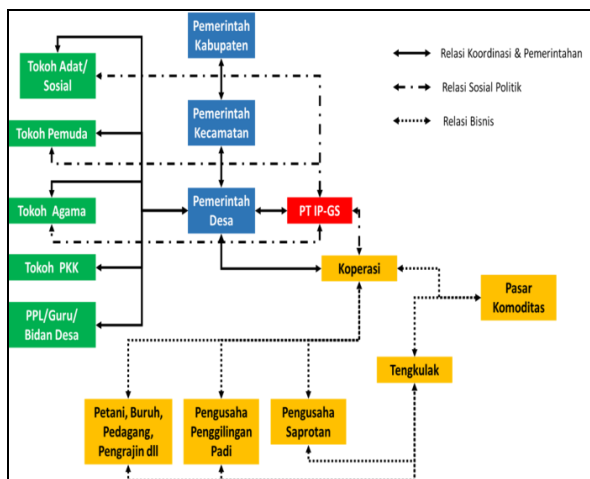 Pemerintah
Kabupaten
Relasi Koordinasi & Pemerintahan
Tokoh Adat/
Sosial
Relasi Sosial Politik
Tokoh Pemuda
Pemerintah
Kecamatan
Relasi Bisnis
Tokoh Agama
Pemerintah
Desa
PT IP-GS
Tokoh PKK
Koperasi
Pasar
Komoditas
PPL/Guru/
Bidan Desa
Tengkulak
Petani, Buruh,
Pedagang,
Pengrajin dll
Pengusaha
Penggilingan
Padi
Pengusaha
Saprotan